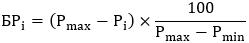 БРᵢ = (Pₘₐₓ − Pᵢ) × 100 / (Pₘₐₓ − Pₘᵢₙ)